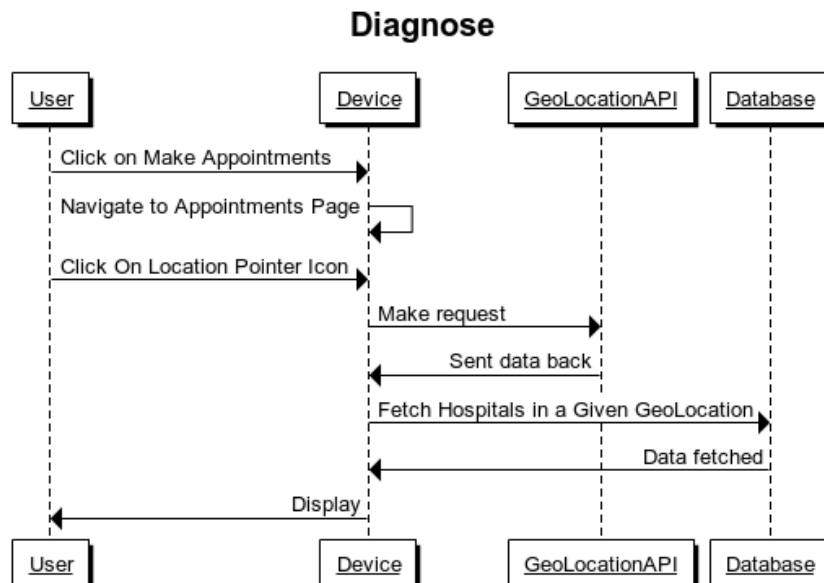 Diagnose
User
Device
GeoLocationAPI
Database
Click on Make Appointments
Navigate to Appointments Page
Click On Location Pointer Icon
Make request
Sent data back
Fetch Hospitals in a Given GeoLocation
Data fetched
Display
User
Device
GeoLocationAPI
Database